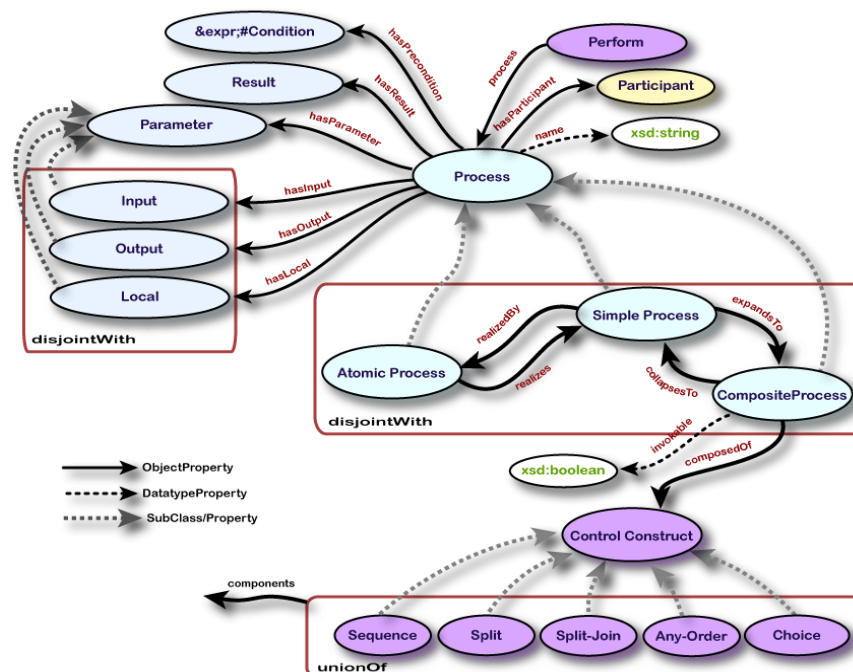 &expr;#Condition
Perform
hasPrecondition
process
Result
hasResult
hasParticipant
Participant
Parameter
hasParameter
name
xsd:string
Process
Input
hasInput
Output
hasOutput
Local
hasLocal
disjointWith
Simple Process
expandsTo
realizedBy
Atomic Process
realizes
collapsesTo
CompositeProcess
disjointWith
invokable
composedOf
ObjectProperty
xsd:boolean
DatatypeProperty
SubClass/Property
Control Construct
components
Sequence
Split
Split-Join
Any-Order
Choice
unionOf